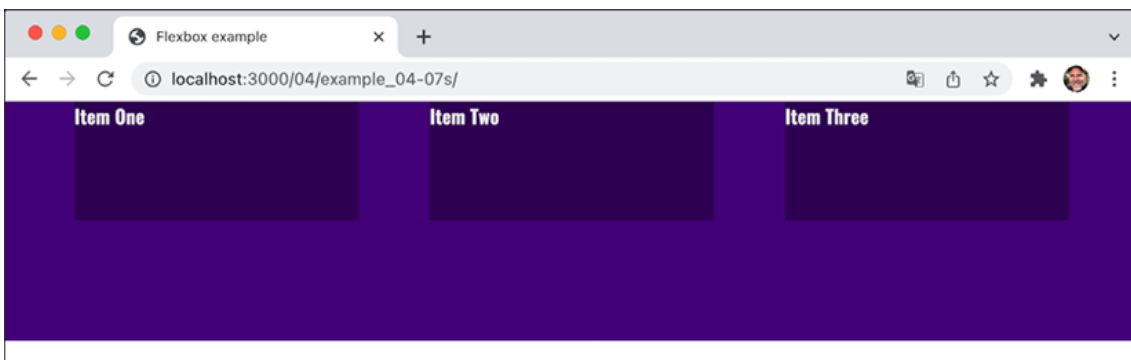 Flexbox example
localhost:3000/04/example_04-07s/
Item One Item Two Item Three